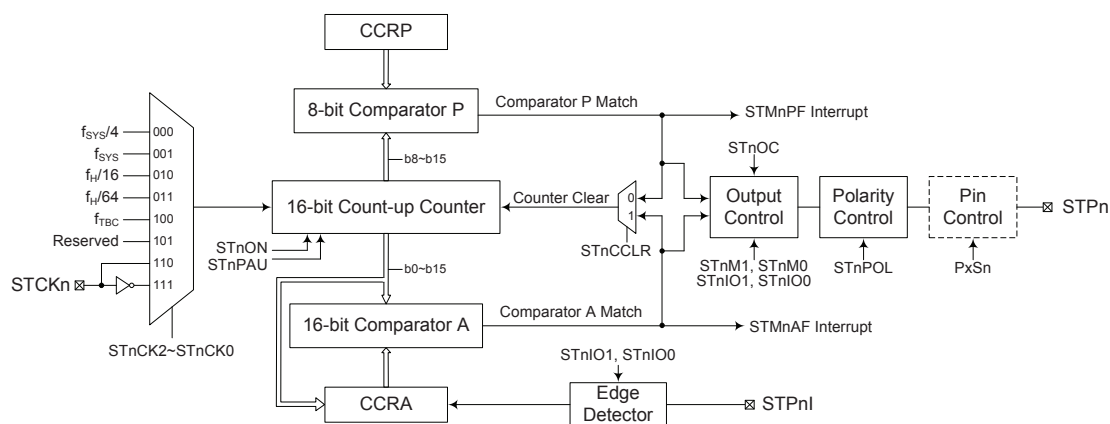 CCRP
8-bit Comparator P
Comparator P Match
STMnPF Interrupt
b8~b15
fSYS/4
000
fSYS
001
fH/16
010
fH/64
011
fTBC
100
Reserved
101
110
111
STCKn
STnCK2~STnCK0
16-bit Count-up Counter
STnON
STnPAU
Counter Clear
0
1
STnCCLR
STnOC
Output
Control
STnM1, STnM0
STnIO1, STnIO0
Polarity
Control
STnPOL
Pin
Control
PxSn
STPn
b0~b15
16-bit Comparator A
Comparator A Match
STMnAF Interrupt
CCRA
STnIO1, STnIO0
Edge
Detector
STPnI